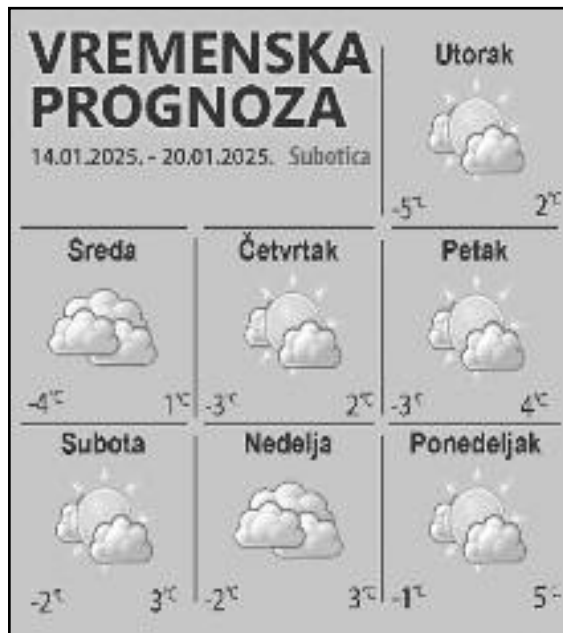 VREMENSKA
PROGNOZA
14.01.2025. - 20.01.2025. Subotica
Utorak
-5°C 2°C
Sreda
-4°C 1°C
Četvrtak
-3°C 2°C
Petak
-3°C 4°C
Subota
-2°C 3°C
Nedelja
-2°C 3°C
Ponedeljak
-1°C 5